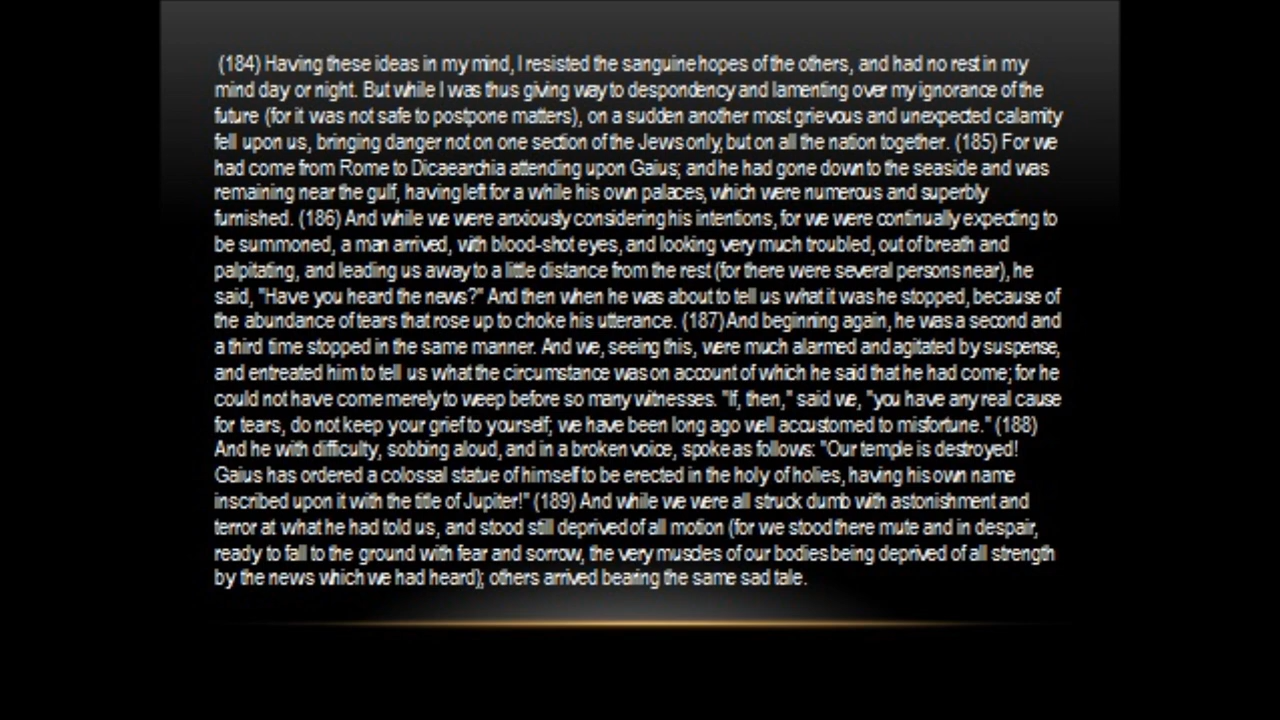 (184) Having these ideas in my mind, I resisted the sanguine hopes of the others, and had no rest in my
mind day or night. But while I was thus giving way to despondency and lamenting over my ignorance of the
future (for it was not safe to postpone matters), on a sudden another most grievous and unexpected calamity
fell upon us, bringing danger not on one section of the Jews only, but on all the nation together. (185) For we
had come from Rome to Dicaearchia attending upon Gaius; and he had gone down to the seaside and was
remaining near the gulf, having left for a while his own palaces, which were numerous and superbly
furnished. (186) And while we were anxiously considering his intentions, for we were continually expecting to
be summoned, a man arrived, with blood-shot eyes, and looking very much troubled, out of breath and
palpitating, and leading us away to a little distance from the rest (for there were several persons near), he
said, "Have you heard the news?" And then when he was about to tell us what it was he stopped, because of
the abundance of tears that rose up to choke his utterance. (187) And beginning again, he was a second and
a third time stopped in the same manner. And we, seeing this, were much alarmed and agitated by suspense,
and entreated him to tell us what the circumstance was on account of which he said that he had come; for he
could not have come merely to weep before so many witnesses. "If, then," said we, "you have any real cause
for tears, do not keep your grief to yourself; we have been long ago well accustomed to misfortune." (188)
And he with difficulty, sobbing aloud, and in a broken voice, spoke as follows: "Our temple is destroyed!
Gaius has ordered a colossal statue of himself to be erected in the holy of holies, having his own name
inscribed upon it with the title of Jupiter!" (189) And while we were all struck dumb with astonishment and
terror at what he had told us, and stood still deprived of all motion (for we stood there mute and in despair,
ready to fall to the ground with fear and sorrow, the very muscles of our bodies being deprived of all strength
by the news which we had heard); others arrived bearing the same sad tale.